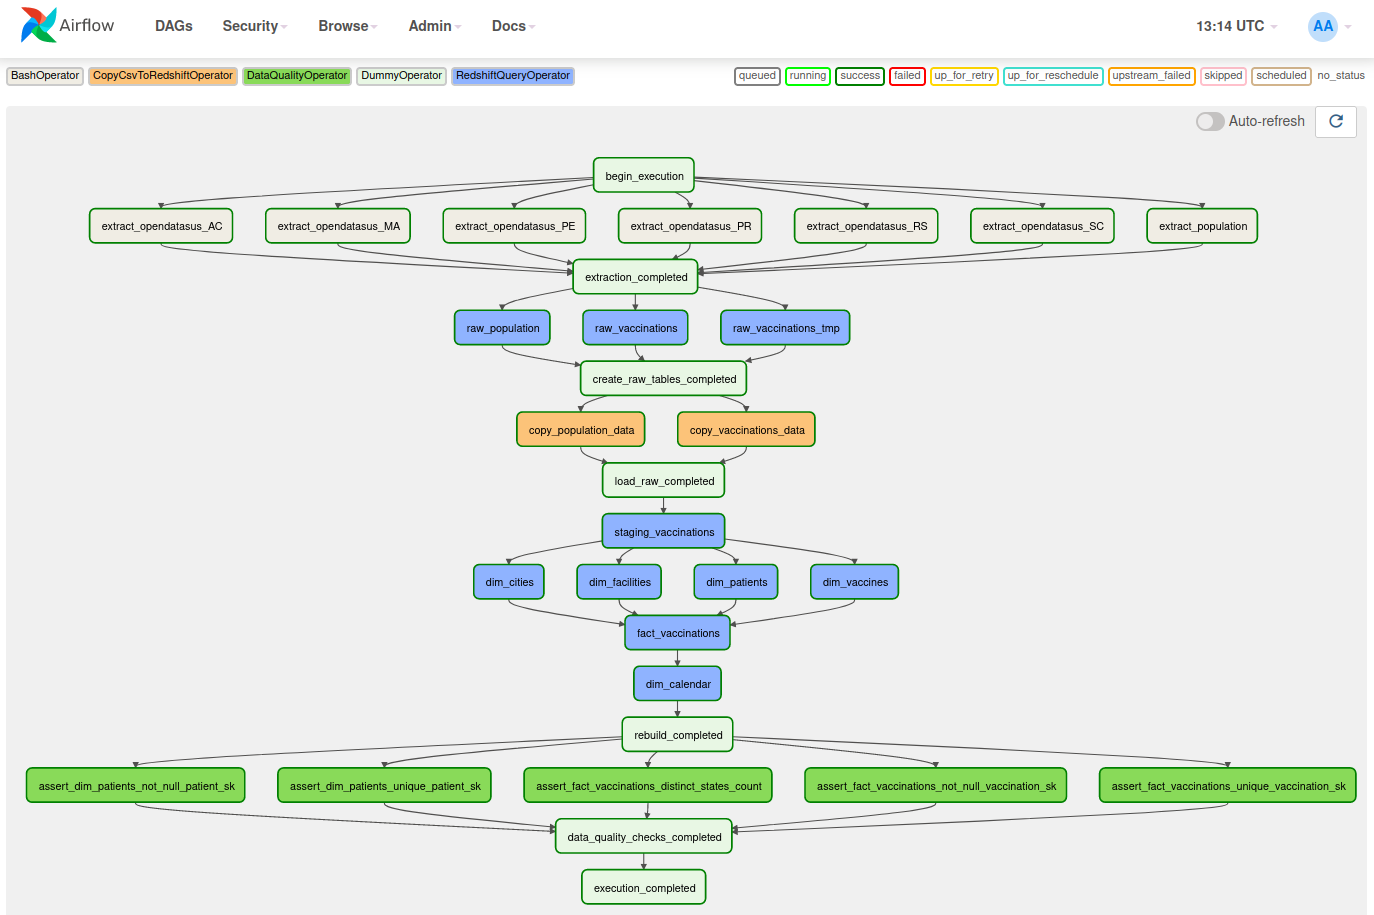 Airflow DAGs Security Browse Admin Docs 13:14 UTC AA
BashOperator CopyCsvToRedshiftOperator DataQualityOperator DummyOperator RedshiftQueryOperator queued running success failed up_for_retry up_for_reschedule upstream_failed skipped scheduled no_status
Auto-refresh
begin_execution
extract_opendatasus_AC extract_opendatasus_MA extract_opendatasus_PE extract_opendatasus_PR extract_opendatasus_RS extract_opendatasus_SC extract_population
extraction_completed
raw_population raw_vaccinations raw_vaccinations_tmp
create_raw_tables_completed
copy_population_data copy_vaccinations_data
load_raw_completed
staging_vaccinations
dim_cities dim_facilities dim_patients dim_vaccines
fact_vaccinations
dim_calendar
rebuild_completed
assert_dim_patients_not_null_patient_sk assert_dim_patients_unique_patient_sk assert_fact_vaccinations_distinct_states_count assert_fact_vaccinations_not_null_vaccination_sk assert_fact_vaccinations_unique_vaccination_sk
data_quality_checks_completed
execution_completed